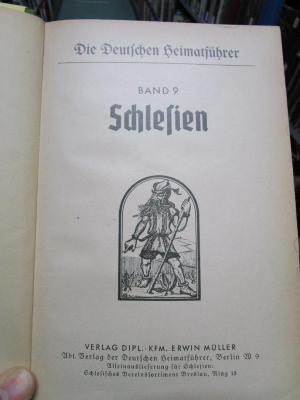 Die Deutschen Heimatführer
BAND 9
Schlesien
VERLAG DIPL.-KFM. ERWIN MÜLLER
Abt. Verlag der Deutschen Heimatführer, Berlin W 9
Alleinauslieferung für Schlesien:
Schlesisches Vereinssortiment Breslau, Ring 18